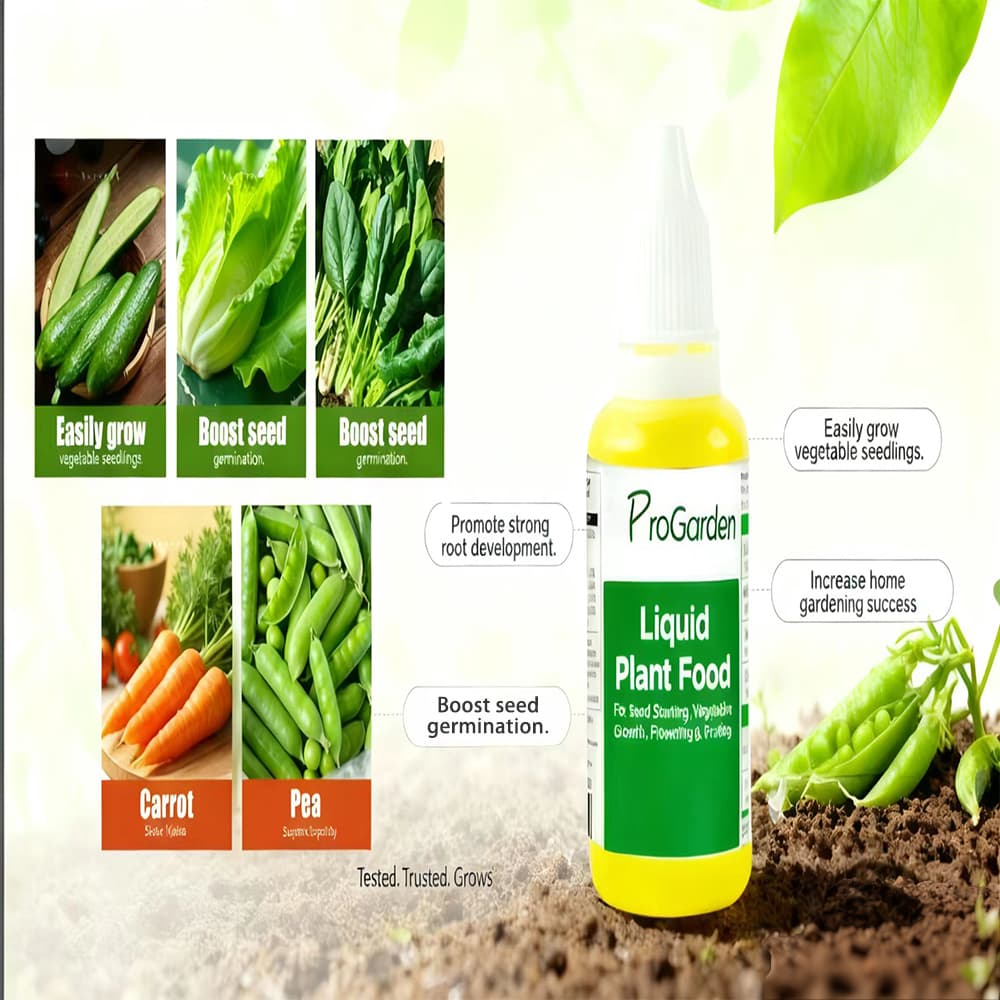 Easily grow
vegetable seedlings.
Boost seed
germination.
Boost seed
germination.
Easily grow
vegetable seedlings.
ProGarden
Promote strong
root development.
Increase home
gardening success
Liquid
Plant Food
Growth,
Boost seed
germination.
Carrot
Pea
Tested. Trusted. Grows